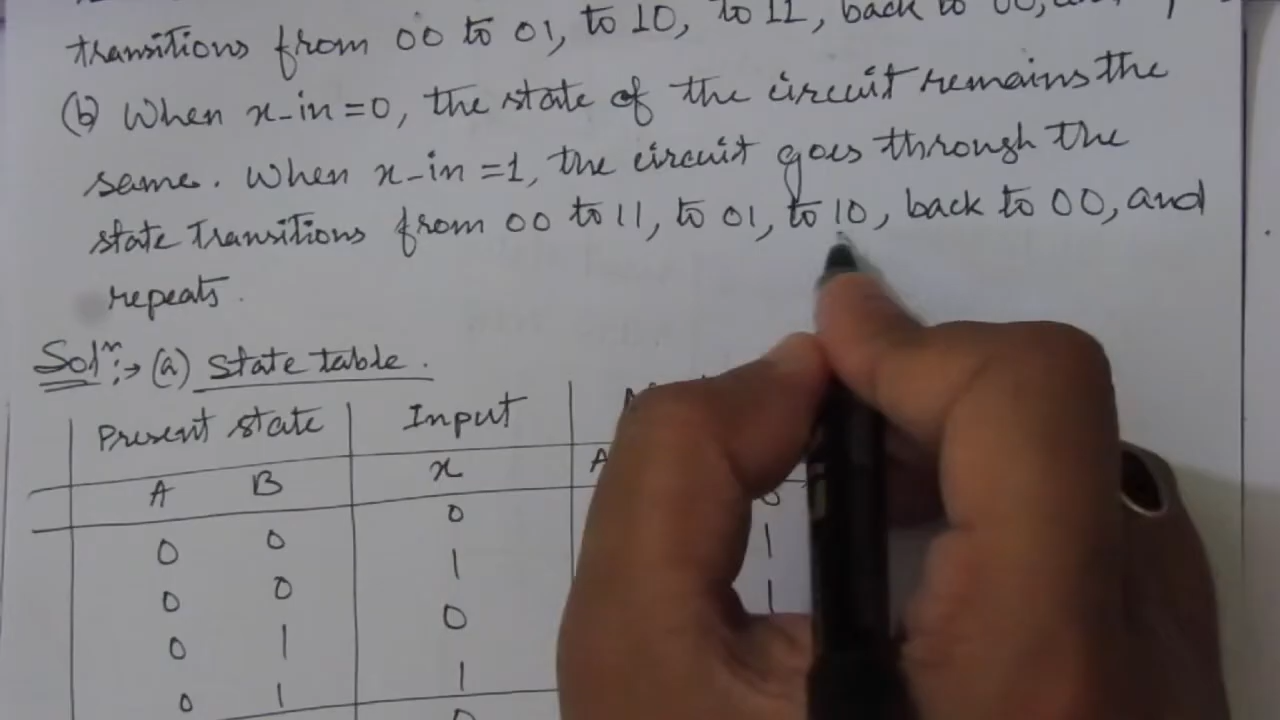 transitions from 00 to 01, to 10, to 11, back to 00,
(b) When x-in=0, the state of the circuit remains the
same. When x-in=1, the circuit goes through the
state transitions from 00 to 11, to 01, to 10, back to 00, and
repeats.
Solⁿ:→ (a) state table.
Present state Input
A B x A
0 0 0 0
0 0 1 1
0 1 0 1
0 1 1
0